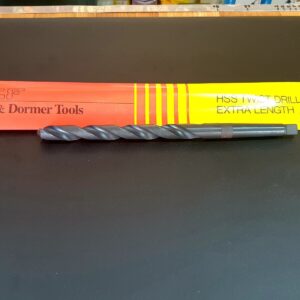 & Dormer Tools
HSS TWIST DRILL
EXTRA LENGTH